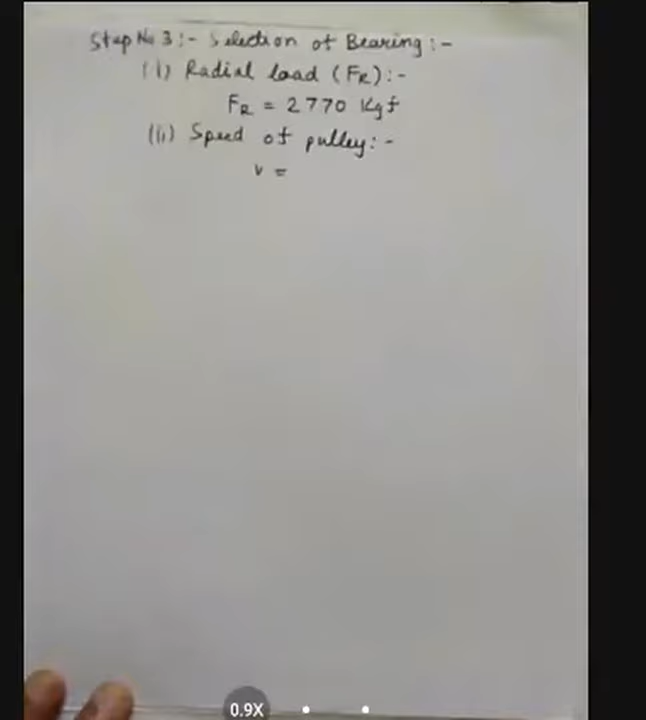 Step No 3:- Selection of Bearing:-
(i) Radial load (FR):-
FR = 2770 Kgf
(ii) Speed of pulley:-
v =
0.9X